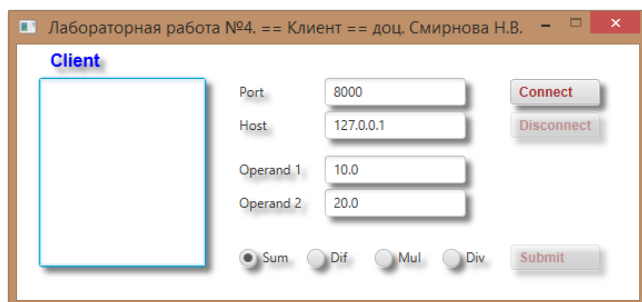 Лабораторная работа №4. == Клиент == доц. Смирнова Н.В.
Client
Port 8000 Connect
Host 127.0.0.1 Disconnect
Operand 1 10.0
Operand 2 20.0
Sum Dif Mul Div Submit